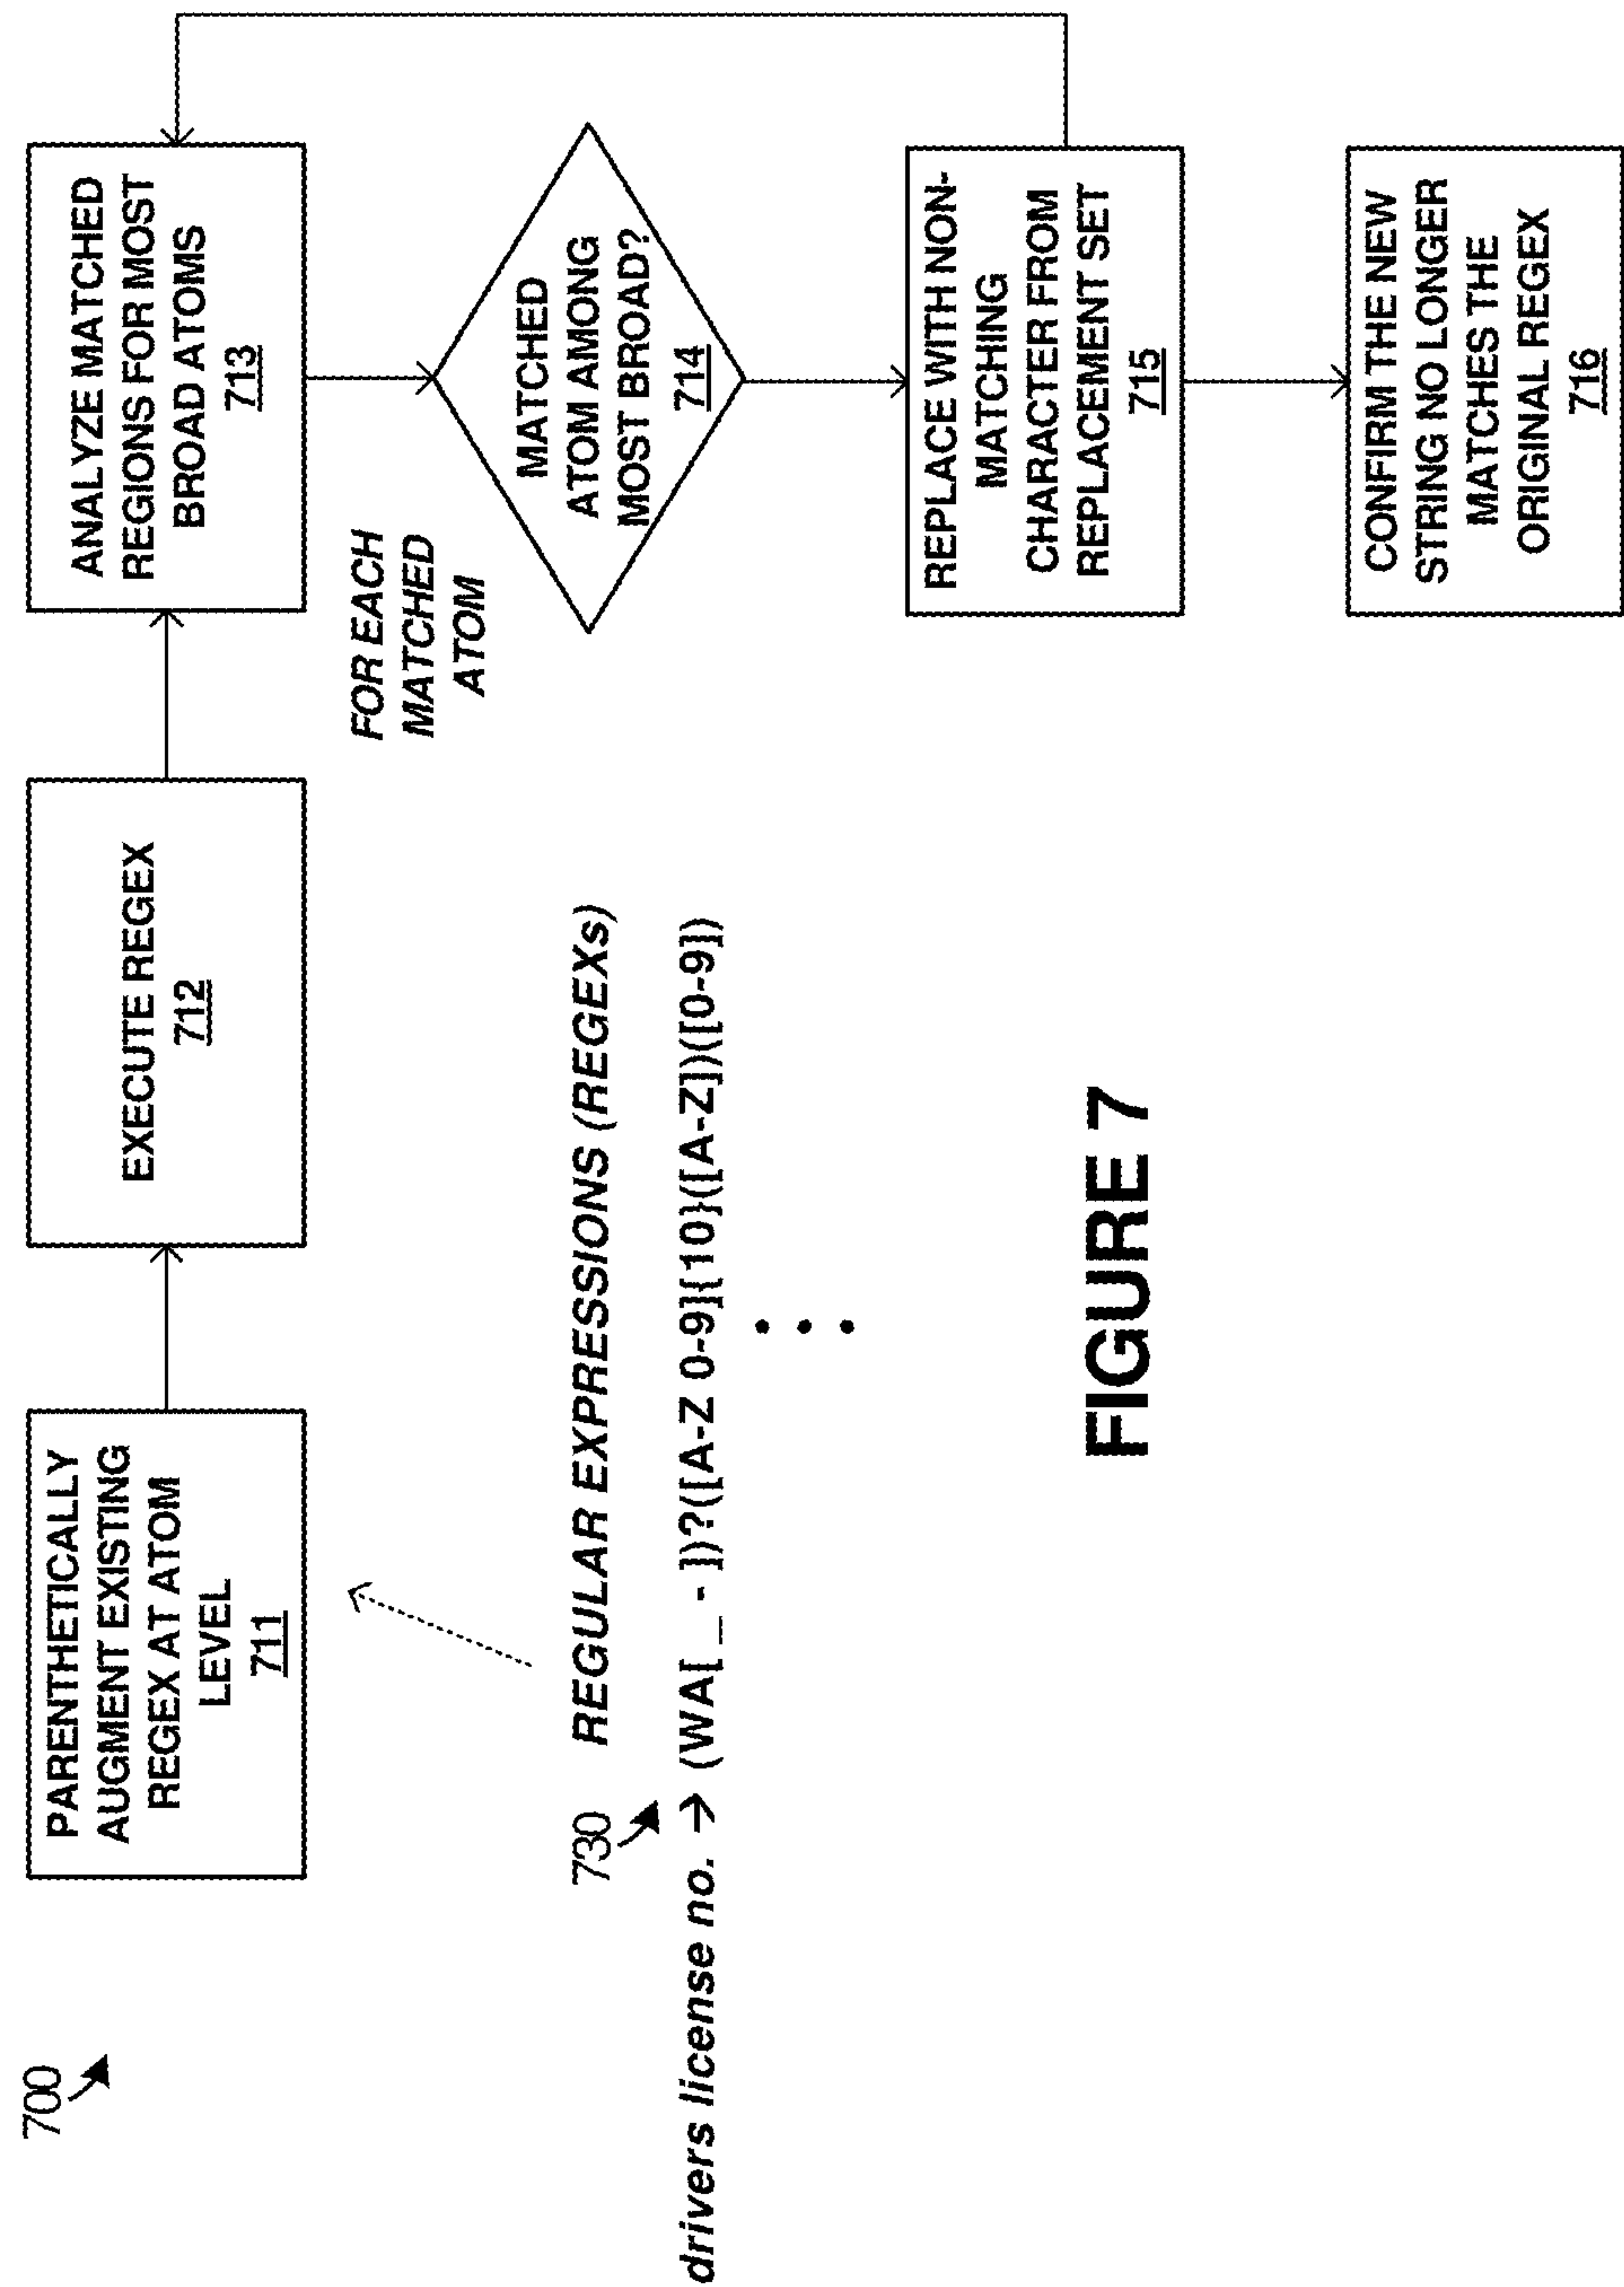 700
PARENTHETICALLY
AUGMENT EXISTING
REGEX AT ATOM
LEVEL
711
EXECUTE REGEX
712
ANALYZE MATCHED
REGIONS FOR MOST
BROAD ATOMS
713
FOR EACH
MATCHED
ATOM
MATCHED
ATOM AMONG
MOST BROAD?
714
REPLACE WITH NON-
MATCHING
CHARACTER FROM
REPLACEMENT SET
715
CONFIRM THE NEW
STRING NO LONGER
MATCHES THE
ORIGINAL REGEX
716
730 REGULAR EXPRESSIONS (REGEXs)
drivers license no. → (WA[ _ - ])?([A-Z 0-9]{10}([A-Z])([0-9])
FIGURE 7